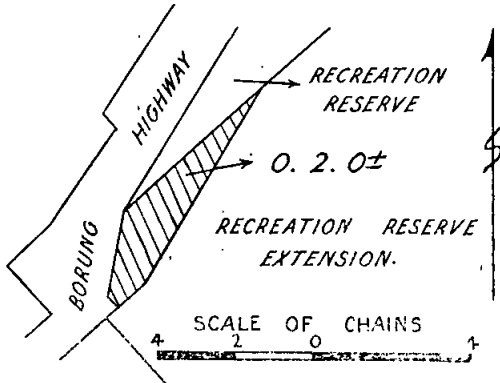 RECREATION
RESERVE
HIGHWAY
0. 2. 0±
RECREATION RESERVE
EXTENSION.
BORUNG
SCALE OF CHAINS
4 2 0